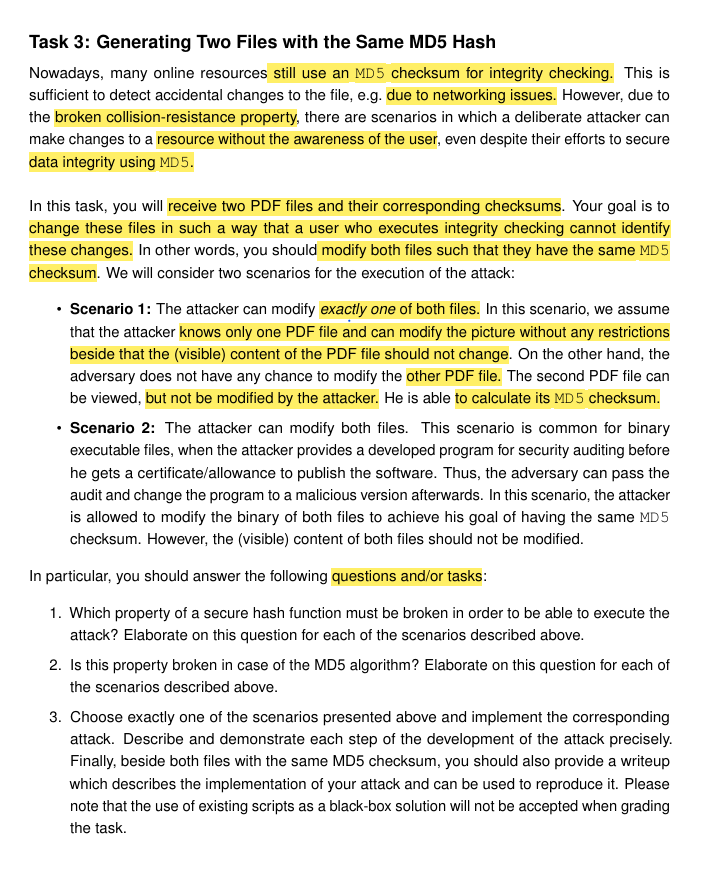 Task 3: Generating Two Files with the Same MD5 Hash
Nowadays, many online resources still use an MD5 checksum for integrity checking. This is
sufficient to detect accidental changes to the file, e.g. due to networking issues. However, due to
the broken collision-resistance property, there are scenarios in which a deliberate attacker can
make changes to a resource without the awareness of the user, even despite their efforts to secure
data integrity using MD5.
In this task, you will receive two PDF files and their corresponding checksums. Your goal is to
change these files in such a way that a user who executes integrity checking cannot identify
these changes. In other words, you should modify both files such that they have the same MD5
checksum. We will consider two scenarios for the execution of the attack:
• Scenario 1: The attacker can modify exactly one of both files. In this scenario, we assume
that the attacker knows only one PDF file and can modify the picture without any restrictions
beside that the (visible) content of the PDF file should not change. On the other hand, the
adversary does not have any chance to modify the other PDF file. The second PDF file can
be viewed, but not be modified by the attacker. He is able to calculate its MD5 checksum.
• Scenario 2: The attacker can modify both files. This scenario is common for binary
executable files, when the attacker provides a developed program for security auditing before
he gets a certificate/allowance to publish the software. Thus, the adversary can pass the
audit and change the program to a malicious version afterwards. In this scenario, the attacker
is allowed to modify the binary of both files to achieve his goal of having the same MD5
checksum. However, the (visible) content of both files should not be modified.
In particular, you should answer the following questions and/or tasks:
1. Which property of a secure hash function must be broken in order to be able to execute the
attack? Elaborate on this question for each of the scenarios described above.
2. Is this property broken in case of the MD5 algorithm? Elaborate on this question for each of
the scenarios described above.
3. Choose exactly one of the scenarios presented above and implement the corresponding
attack. Describe and demonstrate each step of the development of the attack precisely.
Finally, beside both files with the same MD5 checksum, you should also provide a writeup
which describes the implementation of your attack and can be used to reproduce it. Please
note that the use of existing scripts as a black-box solution will not be accepted when grading
the task.